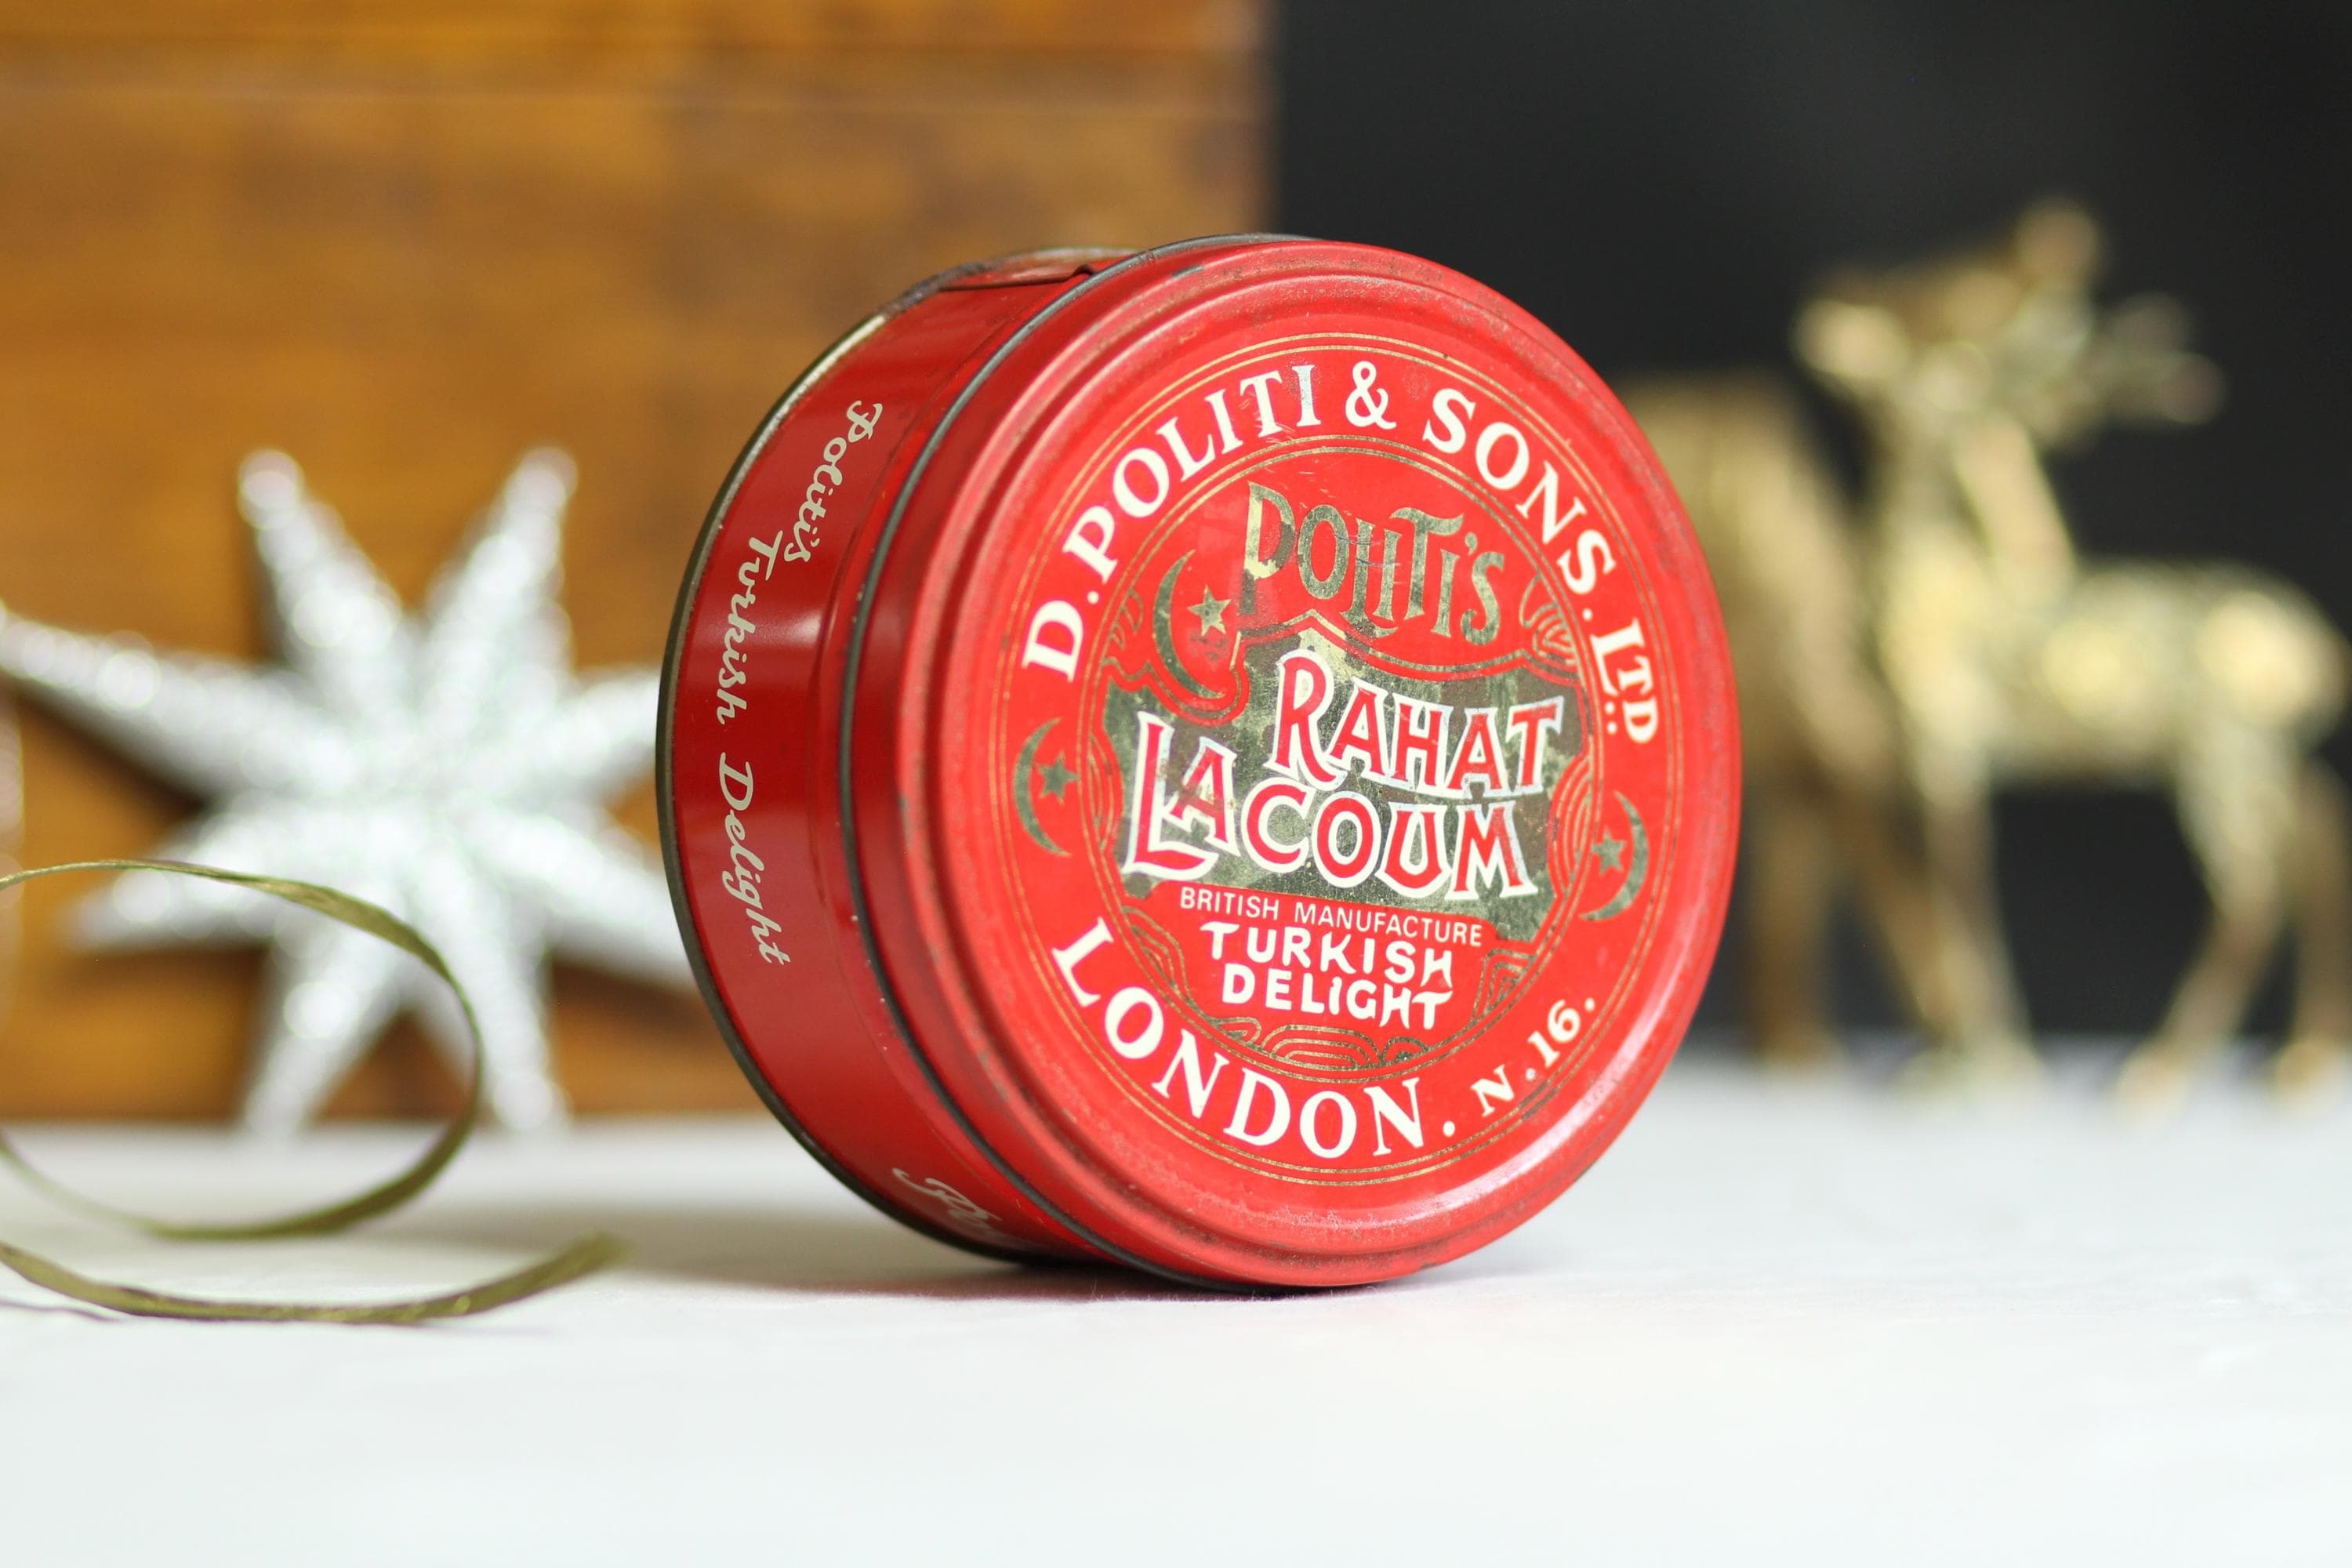 D. POLITI & SONS. LTD
POLITI'S
RAHAT
LACOUM
BRITISH MANUFACTURE
TURKISH
DELIGHT
LONDON. N.16.
Politi's
Turkish Delight